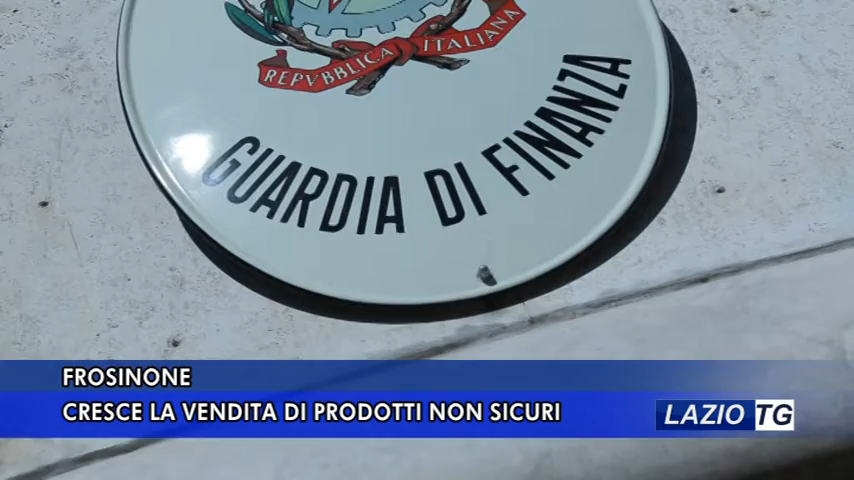 REPVBBLICA ITALIANA
GUARDIA DI FINANZA
FROSINONE
CRESCE LA VENDITA DI PRODOTTI NON SICURI
LAZIO TG